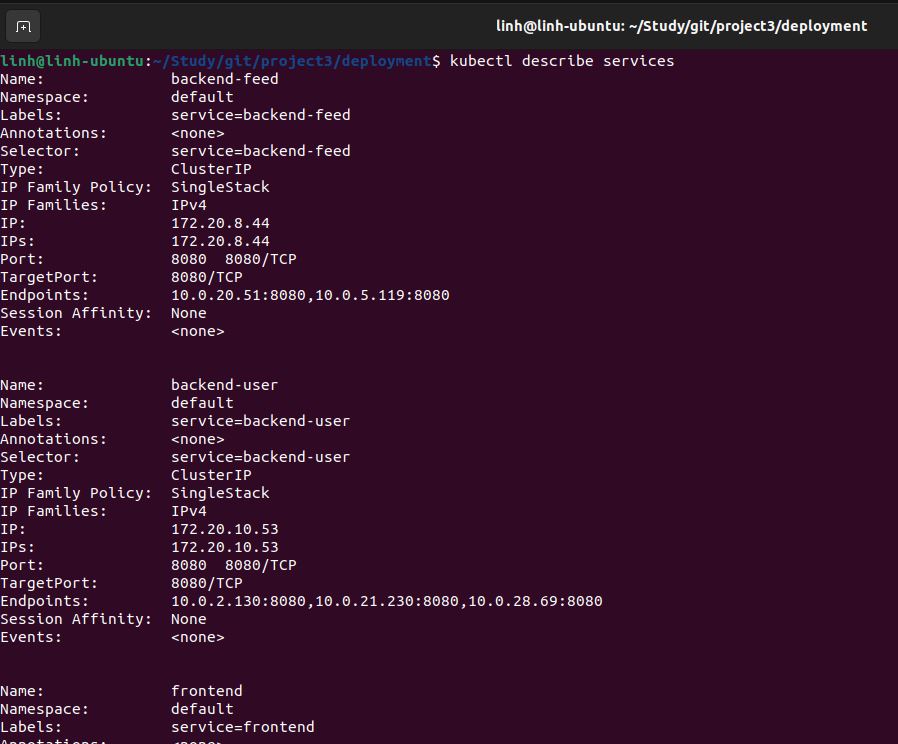 linh@linh-ubuntu: ~/Study/git/project3/deployment
linh@linh-ubuntu:~/Study/git/project3/deployment$ kubectl describe services
Name:              backend-feed
Namespace:         default
Labels:            service=backend-feed
Annotations:       <none>
Selector:          service=backend-feed
Type:              ClusterIP
IP Family Policy:  SingleStack
IP Families:       IPv4
IP:                172.20.8.44
IPs:               172.20.8.44
Port:              8080  8080/TCP
TargetPort:        8080/TCP
Endpoints:         10.0.20.51:8080,10.0.5.119:8080
Session Affinity:  None
Events:            <none>
Name:              backend-user
Namespace:         default
Labels:            service=backend-user
Annotations:       <none>
Selector:          service=backend-user
Type:              ClusterIP
IP Family Policy:  SingleStack
IP Families:       IPv4
IP:                172.20.10.53
IPs:               172.20.10.53
Port:              8080  8080/TCP
TargetPort:        8080/TCP
Endpoints:         10.0.2.130:8080,10.0.21.230:8080,10.0.28.69:8080
Session Affinity:  None
Events:            <none>
Name:              frontend
Namespace:         default
Labels:            service=frontend
Annotations:       <none>